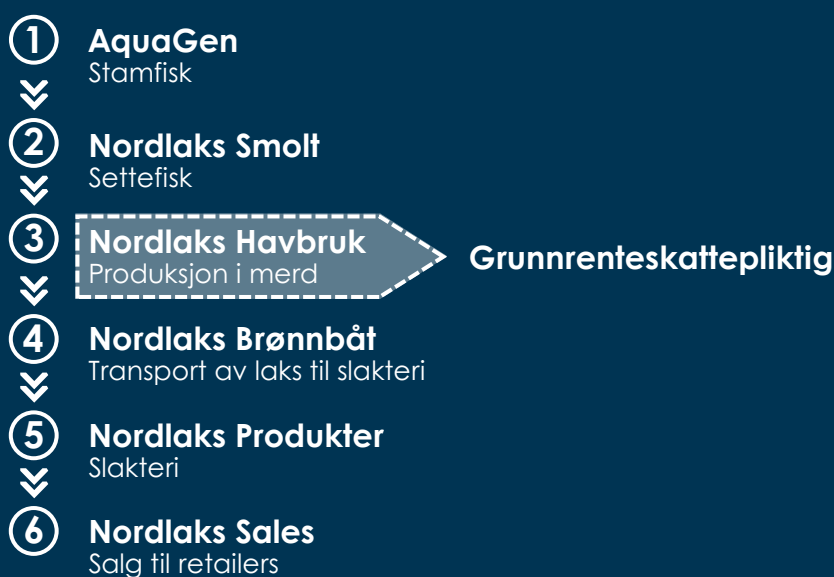 1
AquaGen
Stamfisk
2
Nordlaks Smolt
Settefisk
3
Nordlaks Havbruk
Produksjon i merd
Grunnrenteskattepliktig
4
Nordlaks Brønnbåt
Transport av laks til slakteri
5
Nordlaks Produkter
Slakteri
6
Nordlaks Sales
Salg til retailers